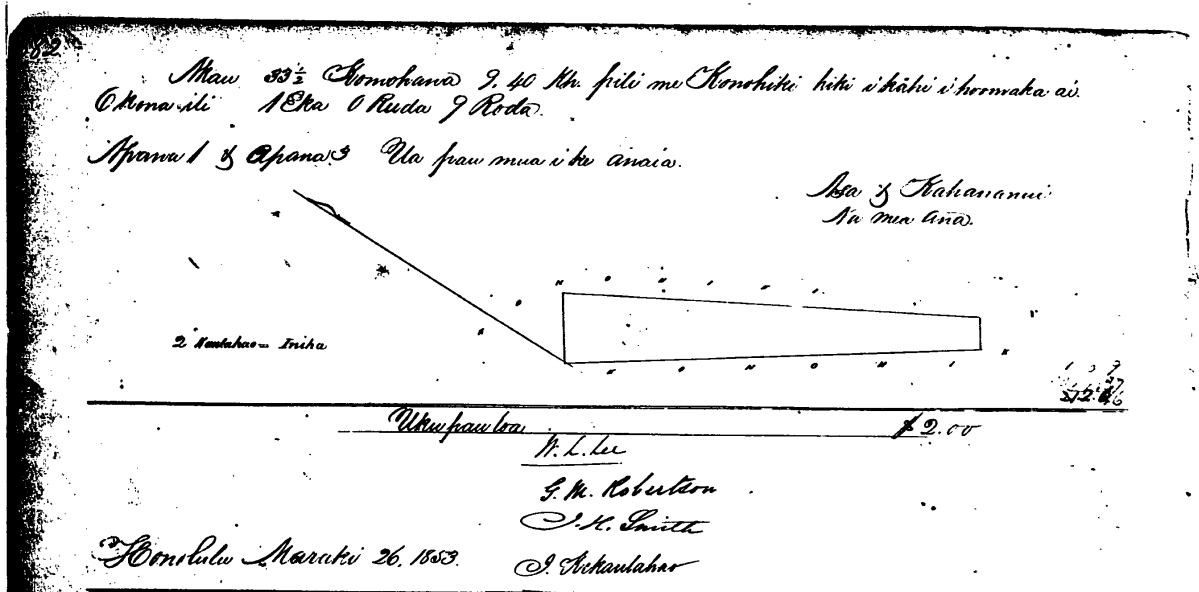 82
Akau 33½ Komohana 9.40 Kh. pili me Konohiki hiki i kahi i hoomaka ai.
Okona ili 1 Eka 0 Ruda 9 Roda.
Apana 1 & Apana 3 Ua pau mua i ke anaia.
Asa & Kahananui
Na mea Ana.
K O N O H I K I
2 Kaulahao = Iniha
K O N O H I K I
Uku pau loa $2.00
W. L. Lee
G. M. Robertson
J. H. Smith
Honolulu Maraki 26, 1853.
J. Kekaulahao